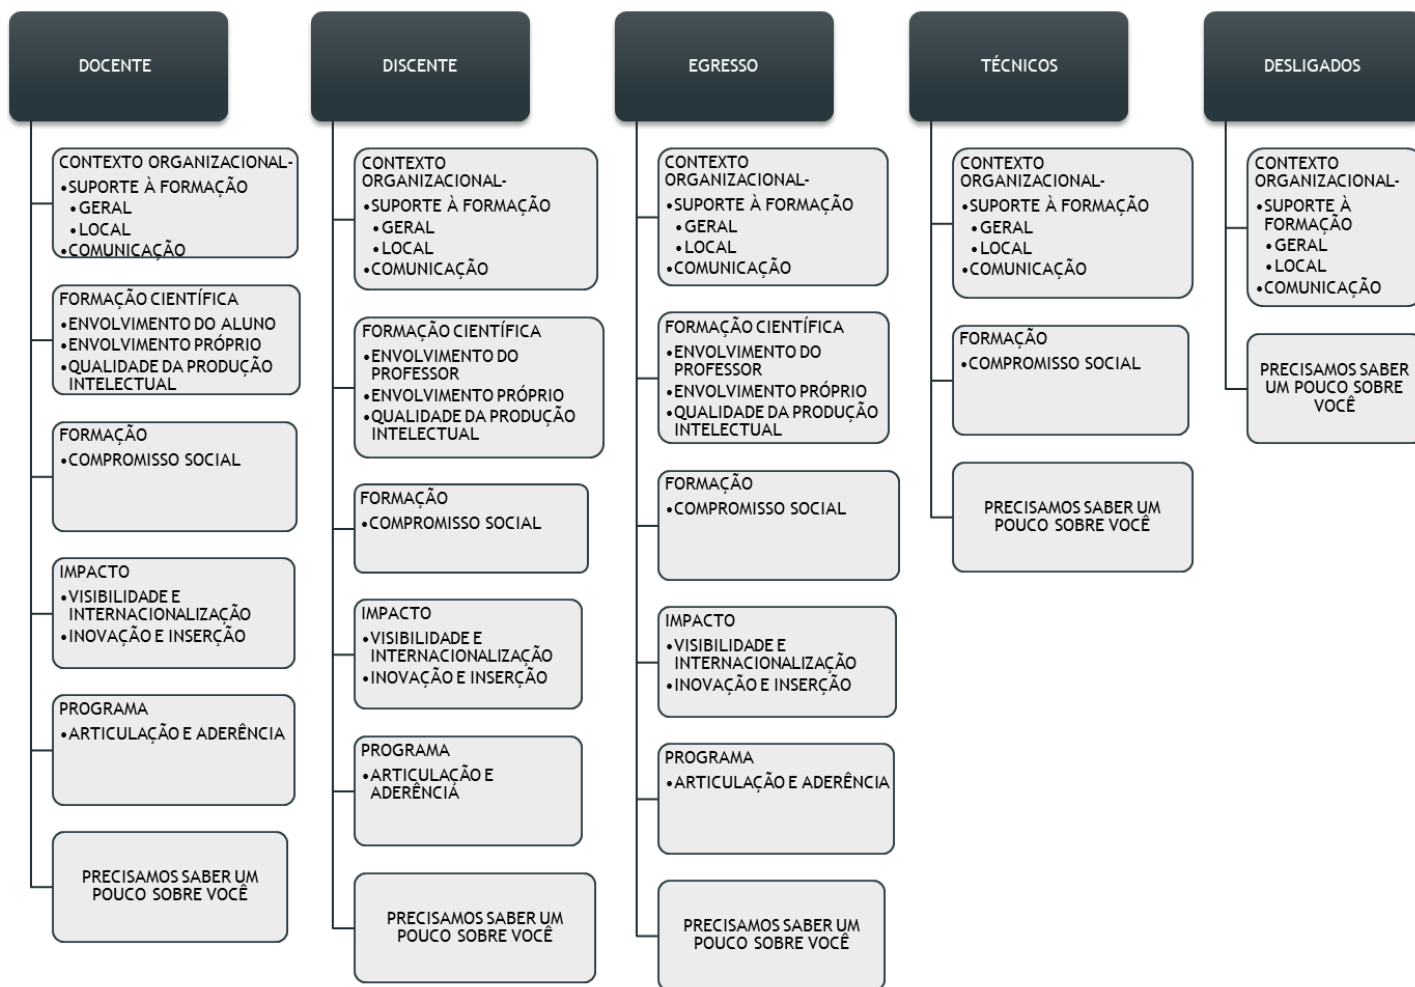 DOCENTE
CONTEXTO ORGANIZACIONAL-
•SUPORTE À FORMAÇÃO
•GERAL
•LOCAL
•COMUNICAÇÃO
FORMAÇÃO CIENTÍFICA
•ENVOLVIMENTO DO ALUNO
•ENVOLVIMENTO PRÓPRIO
•QUALIDADE DA PRODUÇÃO
INTELECTUAL
FORMAÇÃO
•COMPROMISSO SOCIAL
IMPACTO
•VISIBILIDADE E
INTERNACIONALIZAÇÃO
•INOVAÇÃO E INSERÇÃO
PROGRAMA
•ARTICULAÇÃO E ADERÊNCIA
PRECISAMOS SABER UM
POUCO SOBRE VOCÊ
DISCENTE
CONTEXTO
ORGANIZACIONAL-
•SUPORTE À FORMAÇÃO
•GERAL
•LOCAL
•COMUNICAÇÃO
FORMAÇÃO CIENTÍFICA
•ENVOLVIMENTO DO
PROFESSOR
•ENVOLVIMENTO PRÓPRIO
•QUALIDADE DA PRODUÇÃO
INTELECTUAL
FORMAÇÃO
•COMPROMISSO SOCIAL
IMPACTO
•VISIBILIDADE E
INTERNACIONALIZAÇÃO
•INOVAÇÃO E INSERÇÃO
PROGRAMA
•ARTICULAÇÃO E
ADERÊNCIA
PRECISAMOS SABER UM
POUCO SOBRE VOCÊ
EGRESSO
CONTEXTO
ORGANIZACIONAL-
•SUPORTE À FORMAÇÃO
•GERAL
•LOCAL
•COMUNICAÇÃO
FORMAÇÃO CIENTÍFICA
•ENVOLVIMENTO DO
PROFESSOR
•ENVOLVIMENTO PRÓPRIO
•QUALIDADE DA PRODUÇÃO
INTELECTUAL
FORMAÇÃO
•COMPROMISSO SOCIAL
IMPACTO
•VISIBILIDADE E
INTERNACIONALIZAÇÃO
•INOVAÇÃO E INSERÇÃO
PROGRAMA
•ARTICULAÇÃO E ADERÊNCIA
PRECISAMOS SABER UM
POUCO SOBRE VOCÊ
TÉCNICOS
CONTEXTO
ORGANIZACIONAL-
•SUPORTE À FORMAÇÃO
•GERAL
•LOCAL
•COMUNICAÇÃO
FORMAÇÃO
•COMPROMISSO SOCIAL
PRECISAMOS SABER UM
POUCO SOBRE VOCÊ
DESLIGADOS
CONTEXTO
ORGANIZACIONAL-
•SUPORTE À
FORMAÇÃO
•GERAL
•LOCAL
•COMUNICAÇÃO
PRECISAMOS SABER
UM POUCO SOBRE
VOCÊ